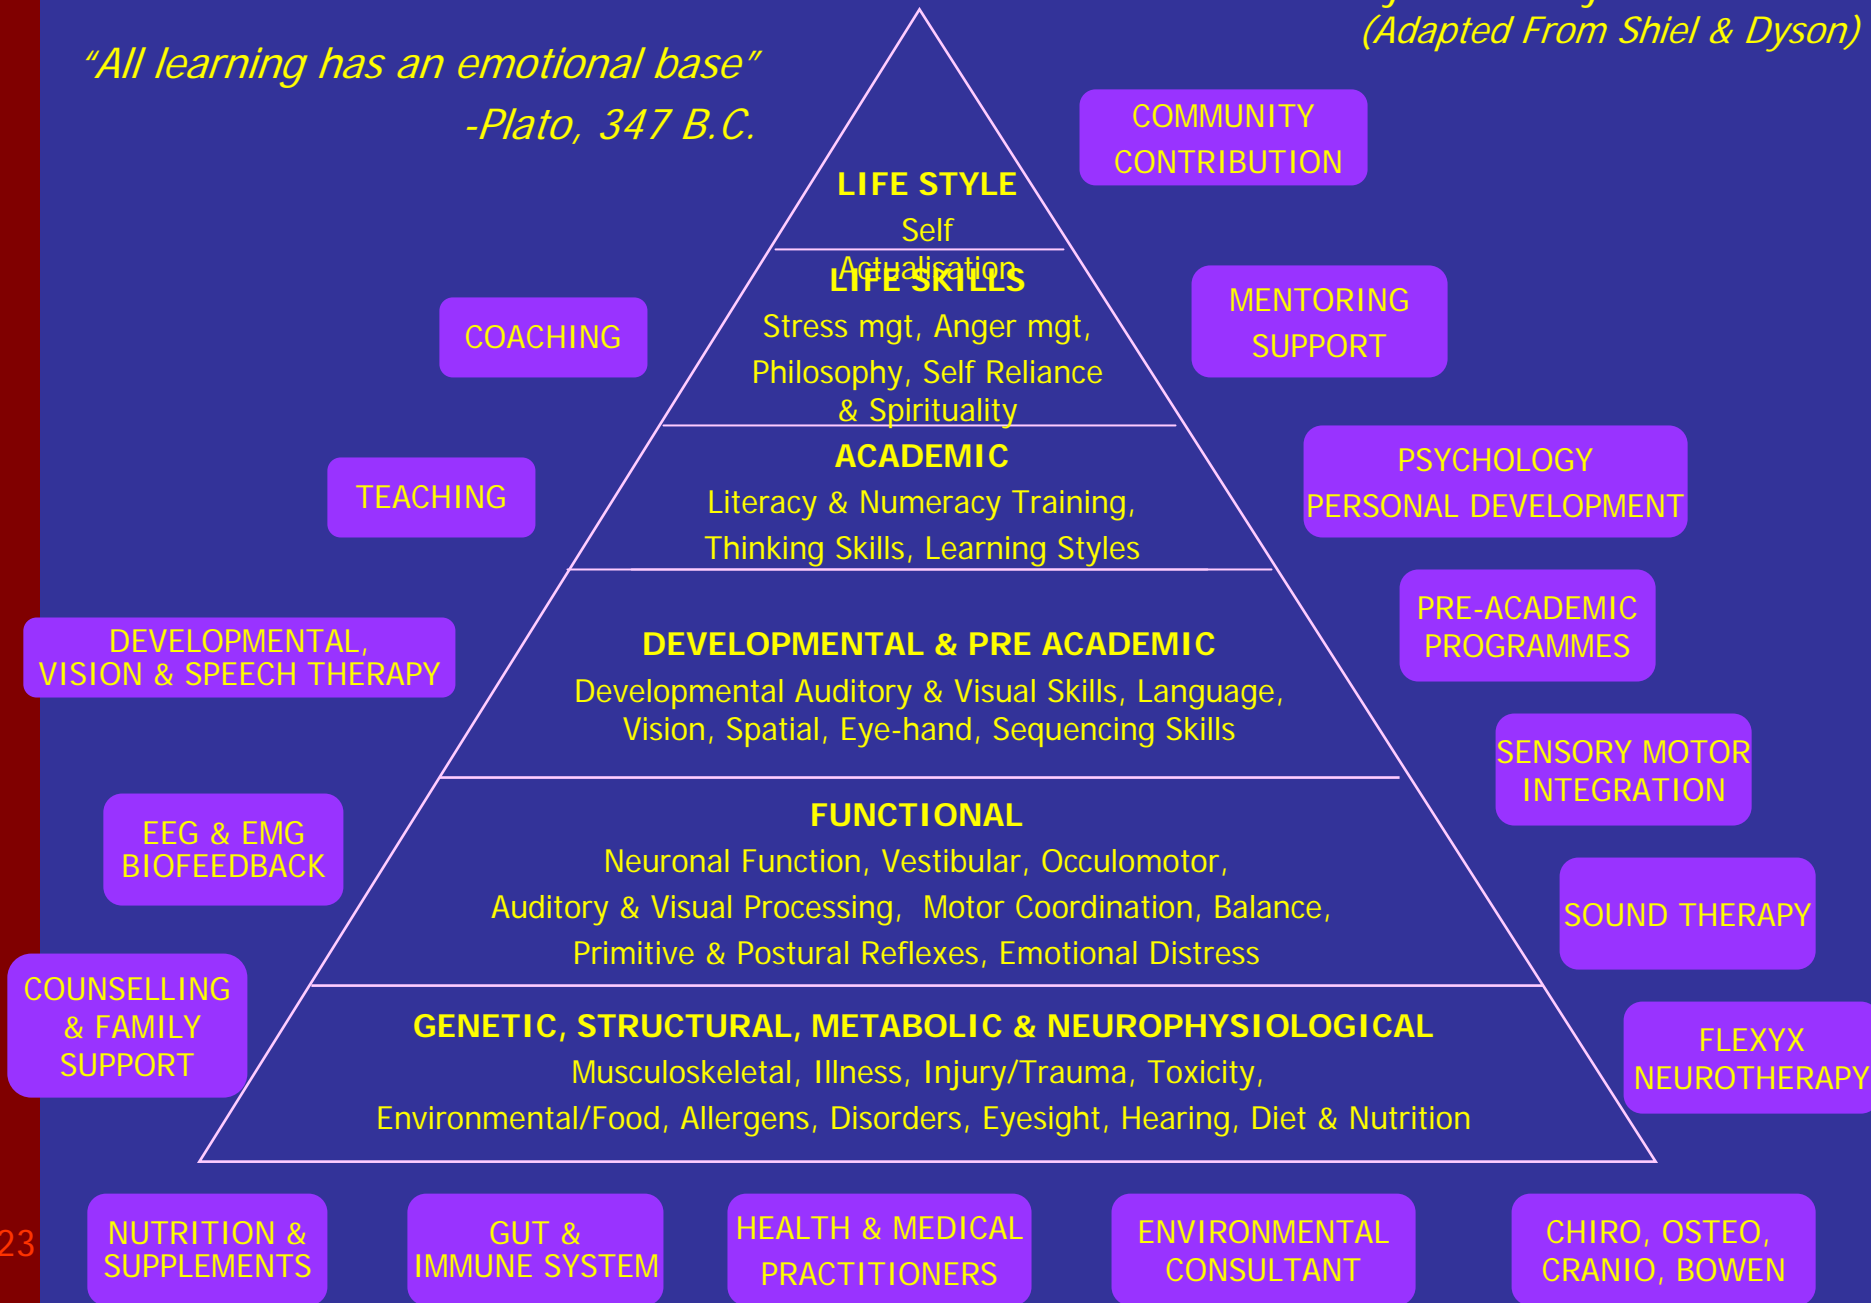 (Adapted From Shiel & Dyson)
“All learning has an emotional base”
-Plato, 347 B.C.
COMMUNITY
CONTRIBUTION
LIFE STYLE
Self
Actualisation
LIFE SKILLS
Stress mgt, Anger mgt,
Philosophy, Self Reliance
& Spirituality
COACHING
MENTORING
SUPPORT
ACADEMIC
Literacy & Numeracy Training,
Thinking Skills, Learning Styles
TEACHING
PSYCHOLOGY
PERSONAL DEVELOPMENT
PRE-ACADEMIC
PROGRAMMES
DEVELOPMENTAL,
VISION & SPEECH THERAPY
DEVELOPMENTAL & PRE ACADEMIC
Developmental Auditory & Visual Skills, Language,
Vision, Spatial, Eye-hand, Sequencing Skills
SENSORY MOTOR
INTEGRATION
EEG & EMG
BIOFEEDBACK
FUNCTIONAL
Neuronal Function, Vestibular, Occulomotor,
Auditory & Visual Processing, Motor Coordination, Balance,
Primitive & Postural Reflexes, Emotional Distress
SOUND THERAPY
COUNSELLING
& FAMILY
SUPPORT
GENETIC, STRUCTURAL, METABOLIC & NEUROPHYSIOLOGICAL
Musculoskeletal, Illness, Injury/Trauma, Toxicity,
Environmental/Food, Allergens, Disorders, Eyesight, Hearing, Diet & Nutrition
FLEXYX
NEUROTHERAPY
23
NUTRITION &
SUPPLEMENTS
GUT &
IMMUNE SYSTEM
HEALTH & MEDICAL
PRACTITIONERS
ENVIRONMENTAL
CONSULTANT
CHIRO, OSTEO,
CRANIO, BOWEN